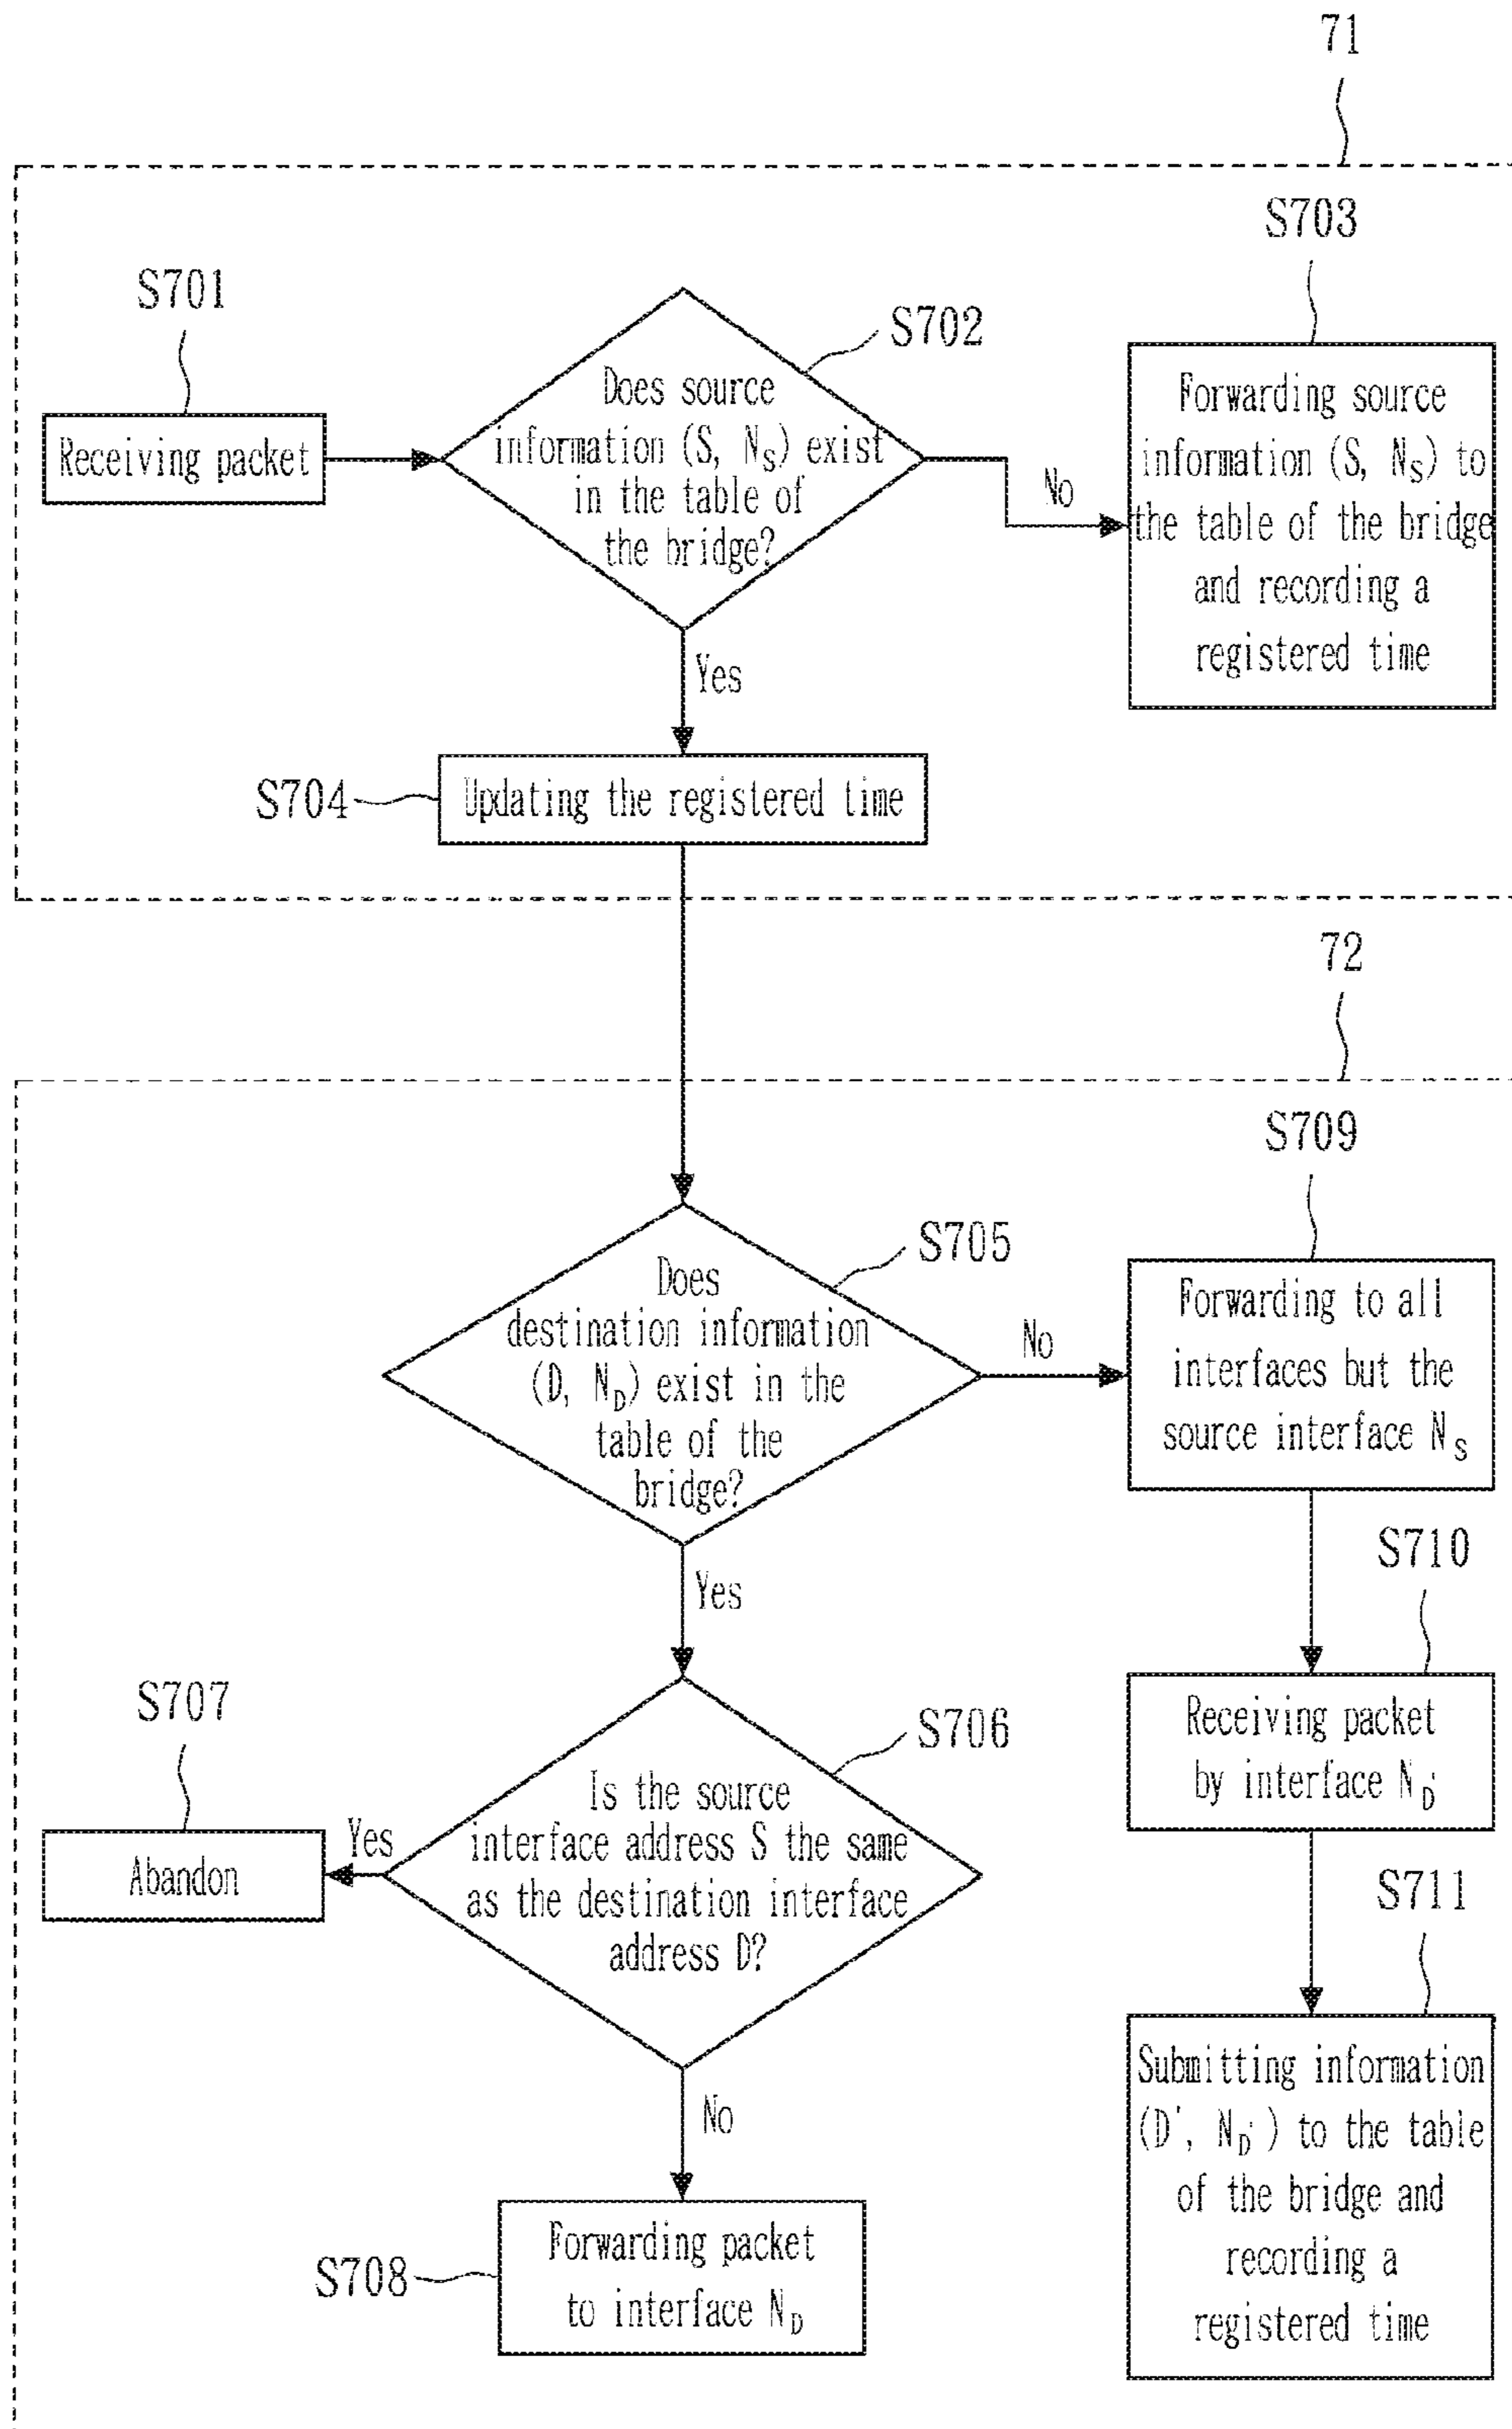 71
S703
S701
S702
Receiving packet
Does source
information (S, NS) exist
in the table of
the bridge?
No
Forwarding source
information (S, NS) to
the table of the bridge
and recording a
registered time
Yes
S704
Updating the registered time
72
S709
S705
Does
destination information
(D, ND) exist in the
table of the
bridge?
No
Forwarding to all
interfaces but the
source interface NS
Yes
S710
Receiving packet
by interface ND'
S707
S706
Is the source
interface address S the same
as the destination interface
address D?
Yes
Abandon
S711
Submitting information
(D', ND') to the table
of the bridge and
recording a
registered time
No
S708
Forwarding packet
to interface ND